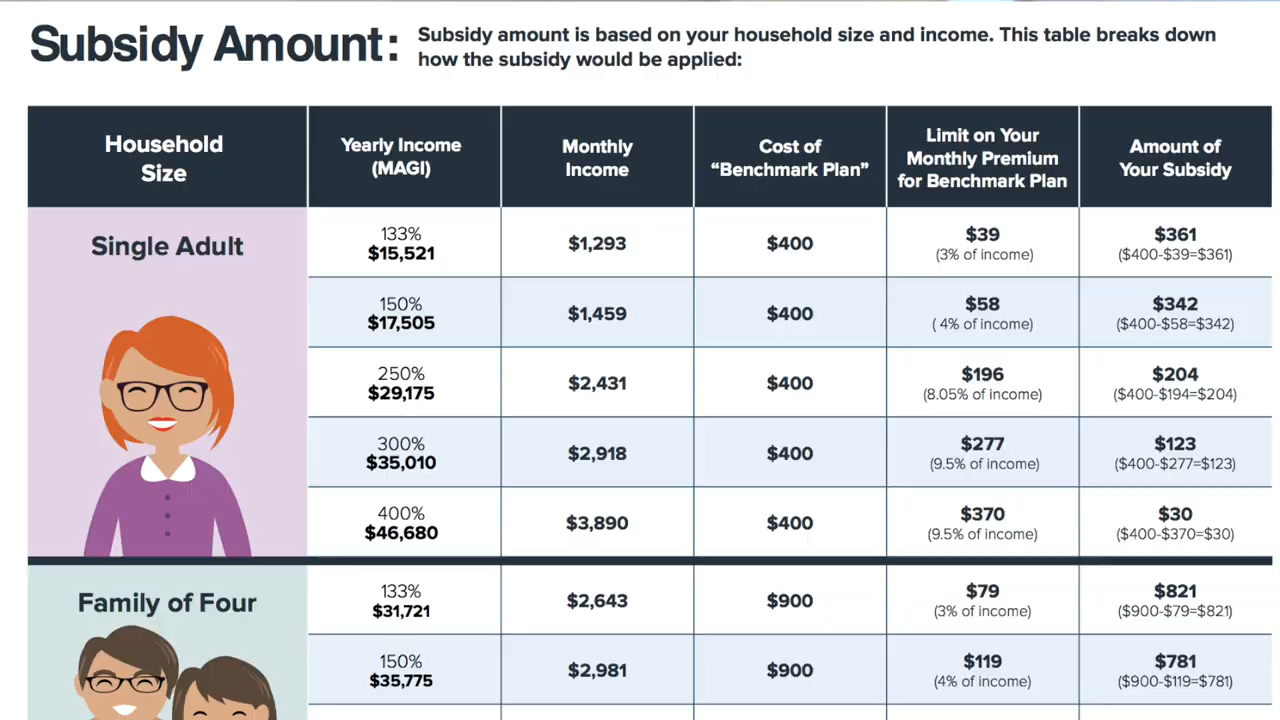 Subsidy Amount:
Subsidy amount is based on your household size and income. This table breaks down
how the subsidy would be applied:
Household
Size
Yearly Income
(MAGI)
Monthly
Income
Cost of
“Benchmark Plan”
Limit on Your
Monthly Premium
for Benchmark Plan
Amount of
Your Subsidy
Single Adult
133%
$15,521
$1,293
$400
$39
(3% of income)
$361
($400-$39=$361)
150%
$17,505
$1,459
$400
$58
( 4% of income)
$342
($400-$58=$342)
250%
$29,175
$2,431
$400
$196
(8.05% of income)
$204
($400-$194=$204)
300%
$35,010
$2,918
$400
$277
(9.5% of income)
$123
($400-$277=$123)
400%
$46,680
$3,890
$400
$370
(9.5% of income)
$30
($400-$370=$30)
Family of Four
133%
$31,721
$2,643
$900
$79
(3% of income)
$821
($900-$79=$821)
150%
$35,775
$2,981
$900
$119
(4% of income)
$781
($900-$119=$781)